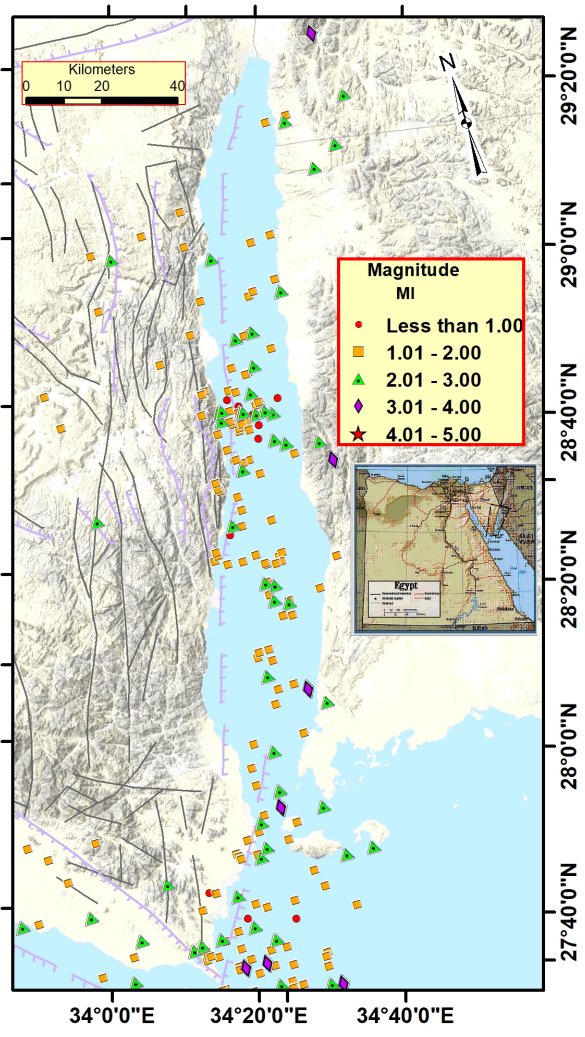 Kilometers
0 10 20 40
N
29°20'0"N
29°0'0"N
28°40'0"N
28°20'0"N
28°0'0"N
27°40'0"N
Magnitude
Ml
Less than 1.00
1.01 - 2.00
2.01 - 3.00
3.01 - 4.00
4.01 - 5.00
Egypt
SUDAN
34°0'0"E
34°20'0"E
34°40'0"E